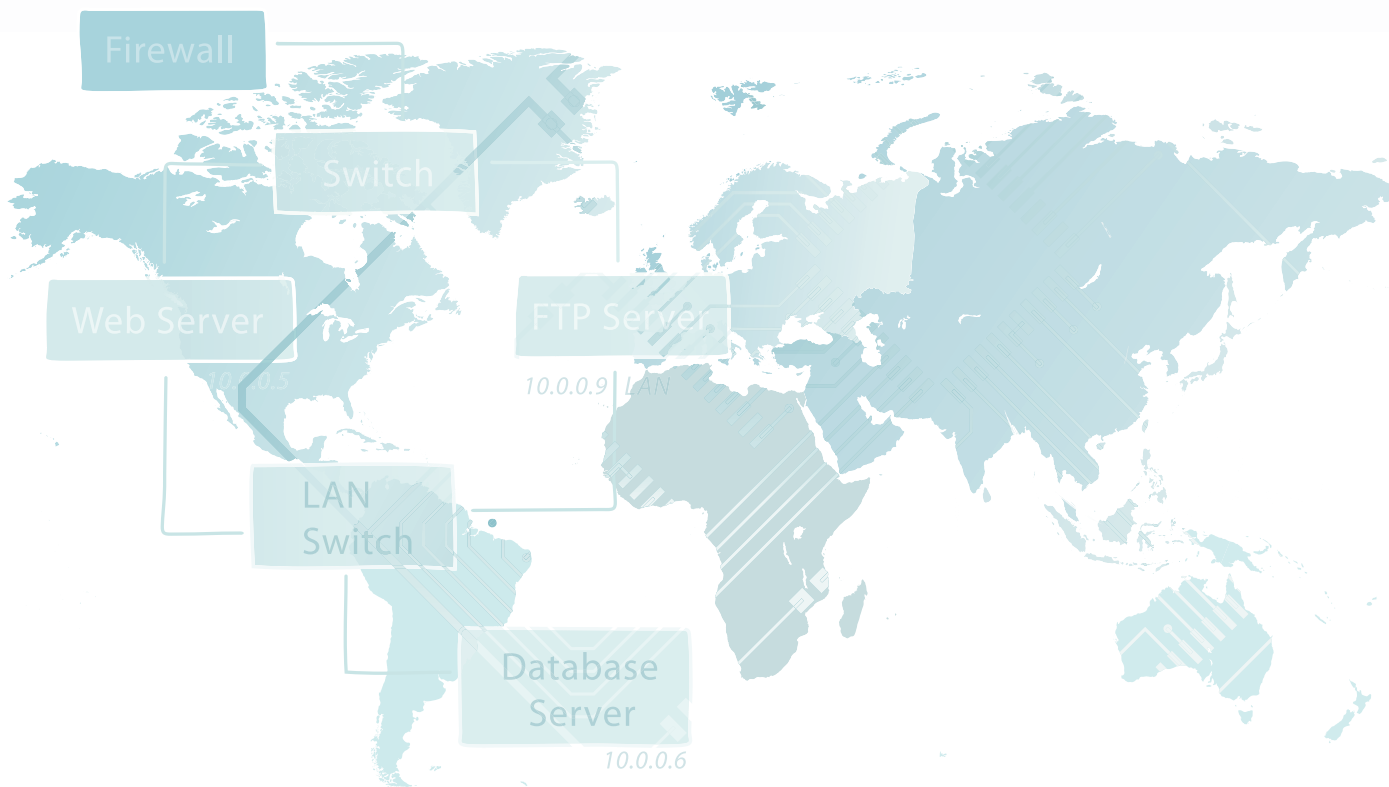 Firewall
Switch
Web Server
FTP Server
10.0.0.5
10.0.0.9 LAN
LAN
Switch
Database
Server
10.0.0.6